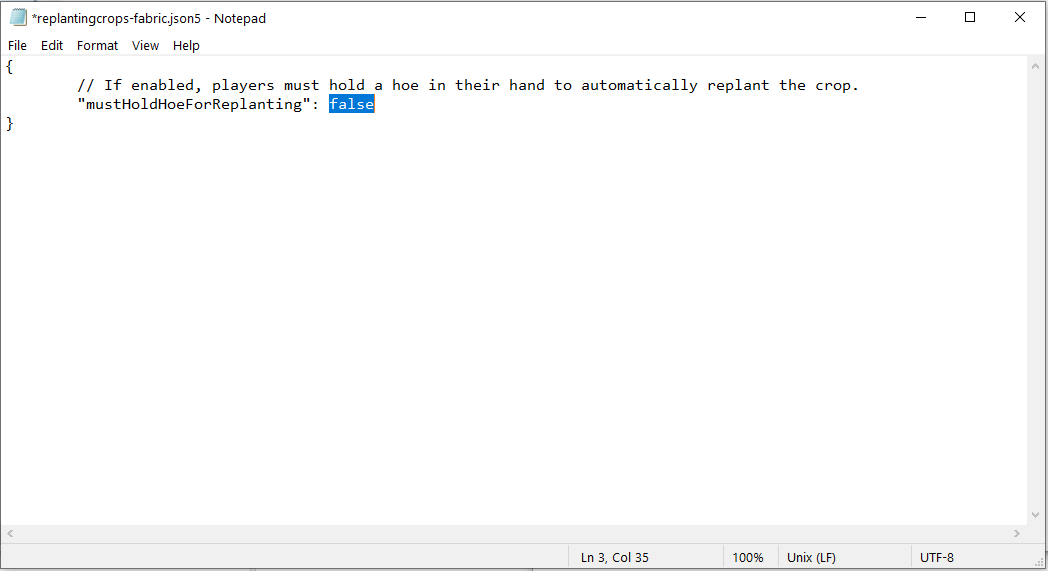 *replantingcrops-fabric.json5 - Notepad
File Edit Format View Help
{
// If enabled, players must hold a hoe in their hand to automatically replant the crop.
"mustHoldHoeForReplanting": false
}
Ln 3, Col 35 100% Unix (LF) UTF-8